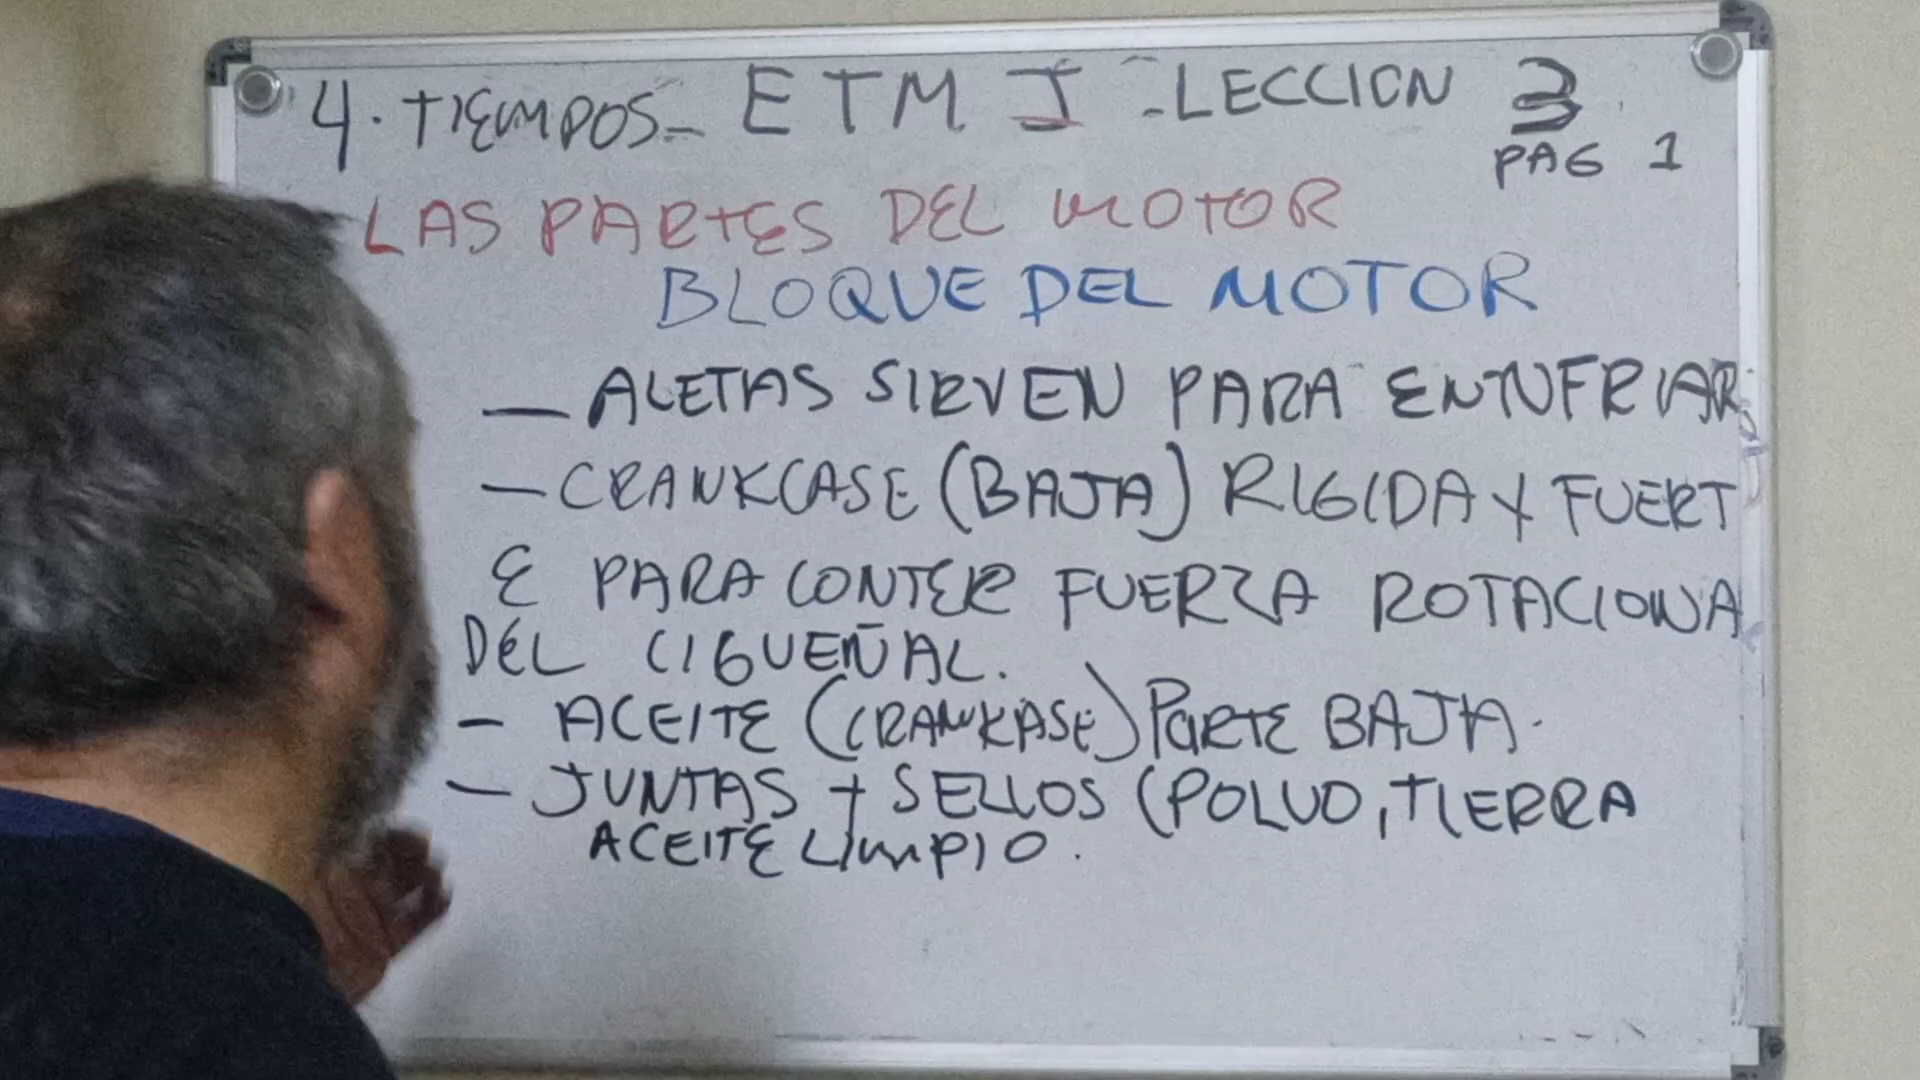 4. TIEMPOS - ETM I - LECCION 3
PAG 1
LAS PARTES DEL MOTOR
BLOQUE DEL MOTOR
— ALETAS SIRVEN PARA ENTNFRIAR
— CRANKCASE (BAJA) RIGIDA Y FUERT
E PARA CONTER FUERZA ROTACIONA
DEL CIGUEÑAL.
— ACEITE (CRANKASE) PARTE BAJA.
— JUNTAS + SELLOS (POLVO, TIERRA
ACEITE LIMPIO.